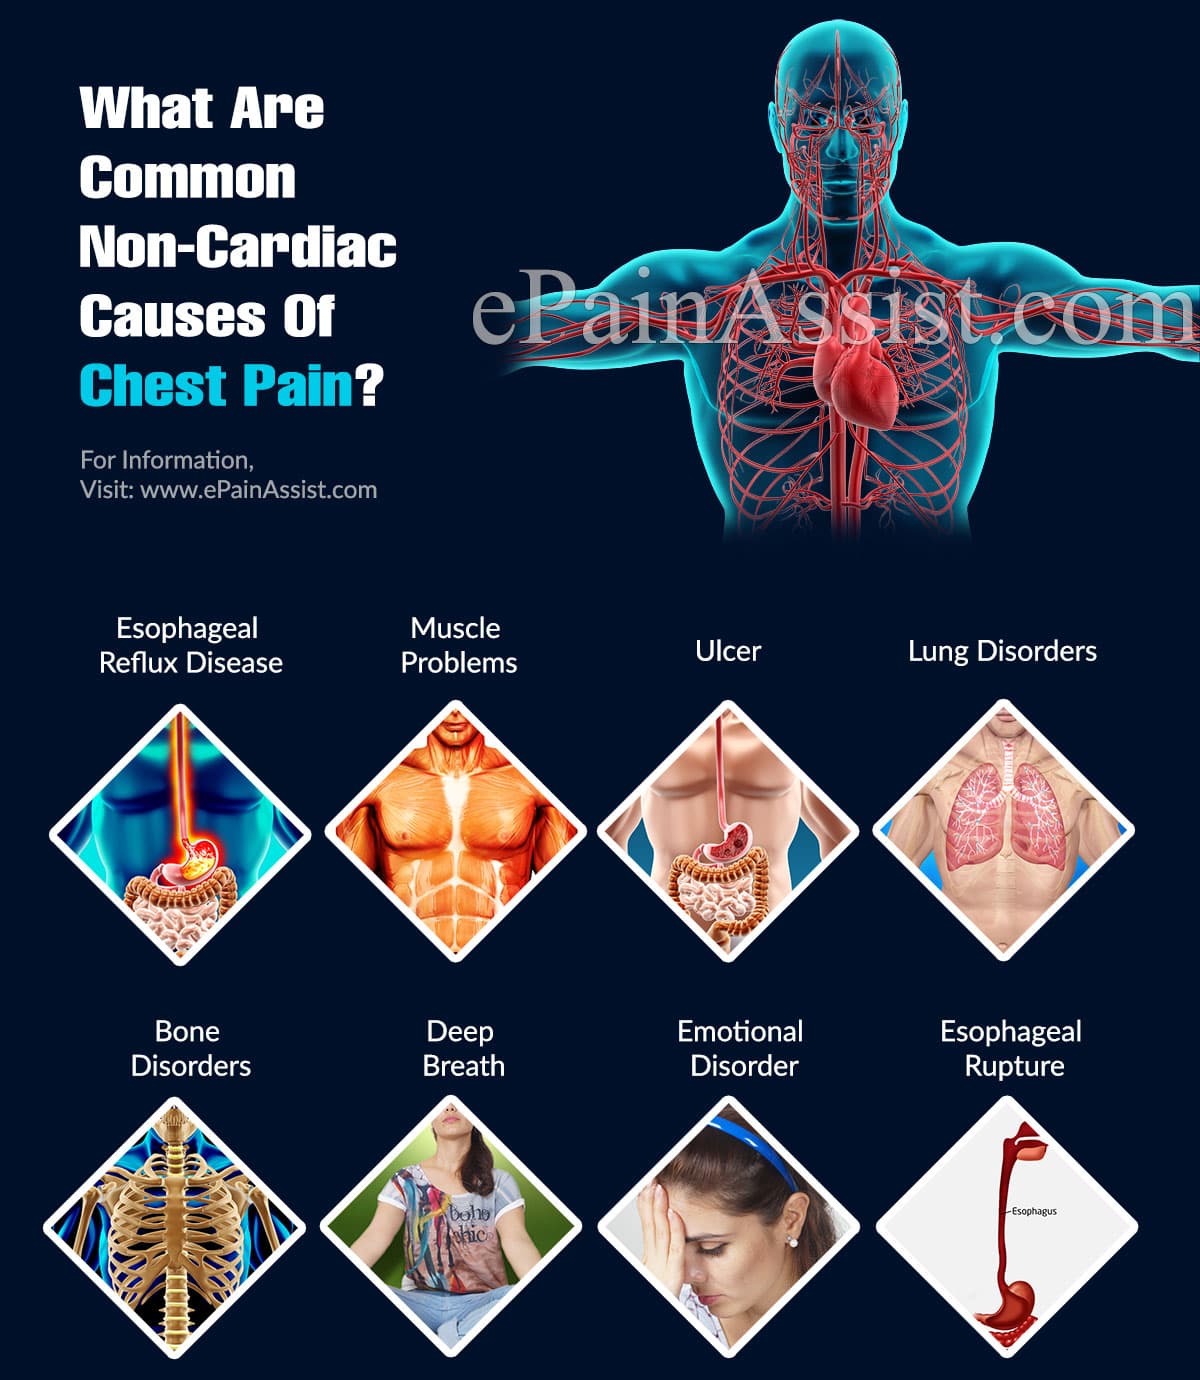 What Are
Common
Non-Cardiac
Causes Of
Chest Pain?
For Information,
Visit: www.ePainAssist.com
ePainAssist.com
Esophageal
Reflux Disease
Muscle
Problems
Ulcer
Lung Disorders
Bone
Disorders
Deep
Breath
Emotional
Disorder
Esophageal
Rupture
boho
chic
Esophagus